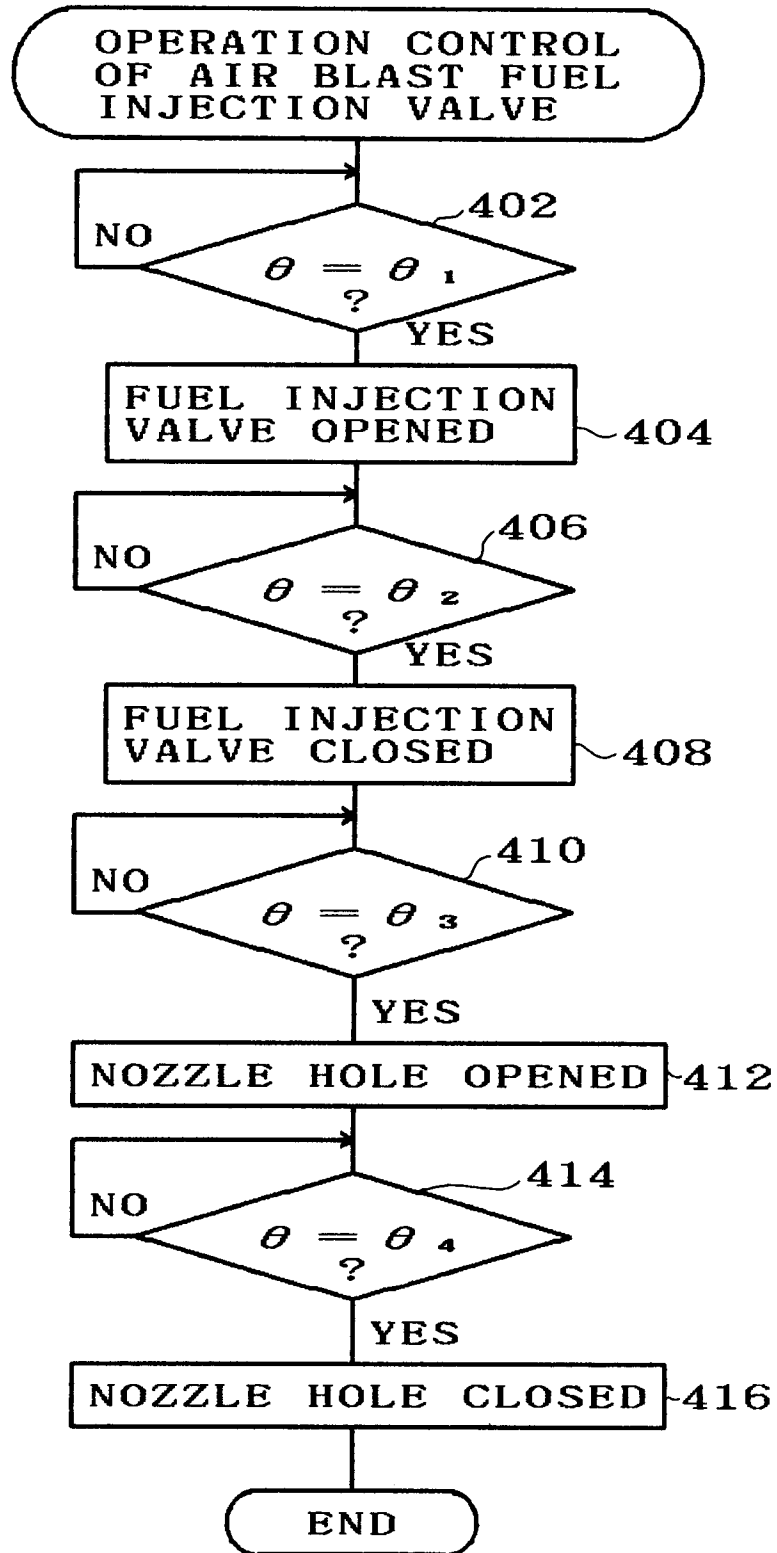 OPERATION CONTROL
OF AIR BLAST FUEL
INJECTION VALVE
402
NO
θ = θ₁
?
YES
FUEL INJECTION
VALVE OPENED
404
406
NO
θ = θ₂
?
YES
FUEL INJECTION
VALVE CLOSED
408
410
NO
θ = θ₃
?
YES
NOZZLE HOLE OPENED
412
414
NO
θ = θ₄
?
YES
NOZZLE HOLE CLOSED
416
END